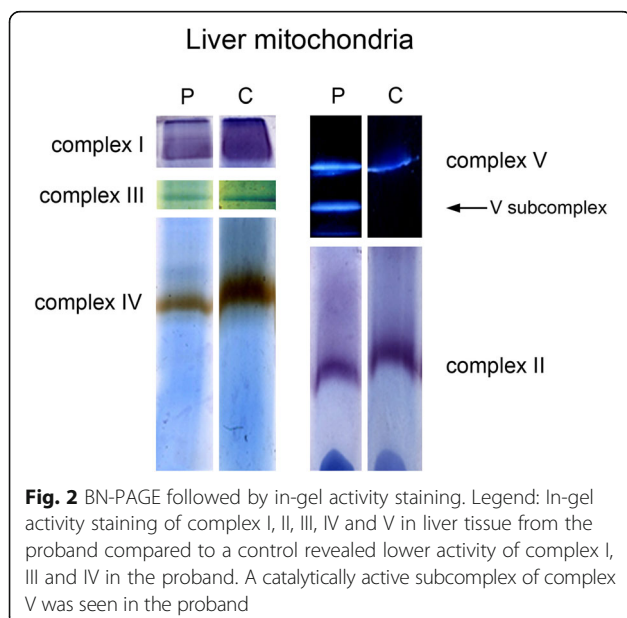 Liver mitochondria
P C P C
complex I
complex V
complex III
V subcomplex
complex IV
complex II
Fig. 2 BN-PAGE followed by in-gel activity staining. Legend: In-gel
activity staining of complex I, II, III, IV and V in liver tissue from the
proband compared to a control revealed lower activity of complex I,
III and IV in the proband. A catalytically active subcomplex of complex
V was seen in the proband